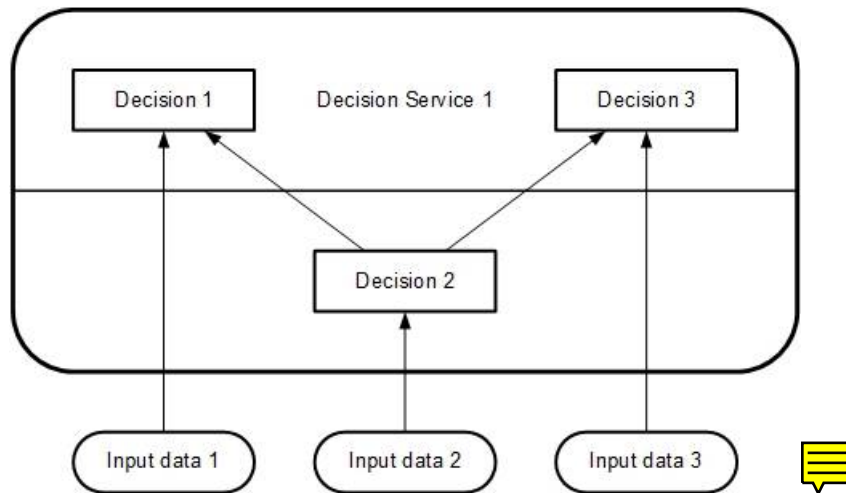 Decision 1
Decision Service 1
Decision 3
Decision 2
Input data 1
Input data 2
Input data 3